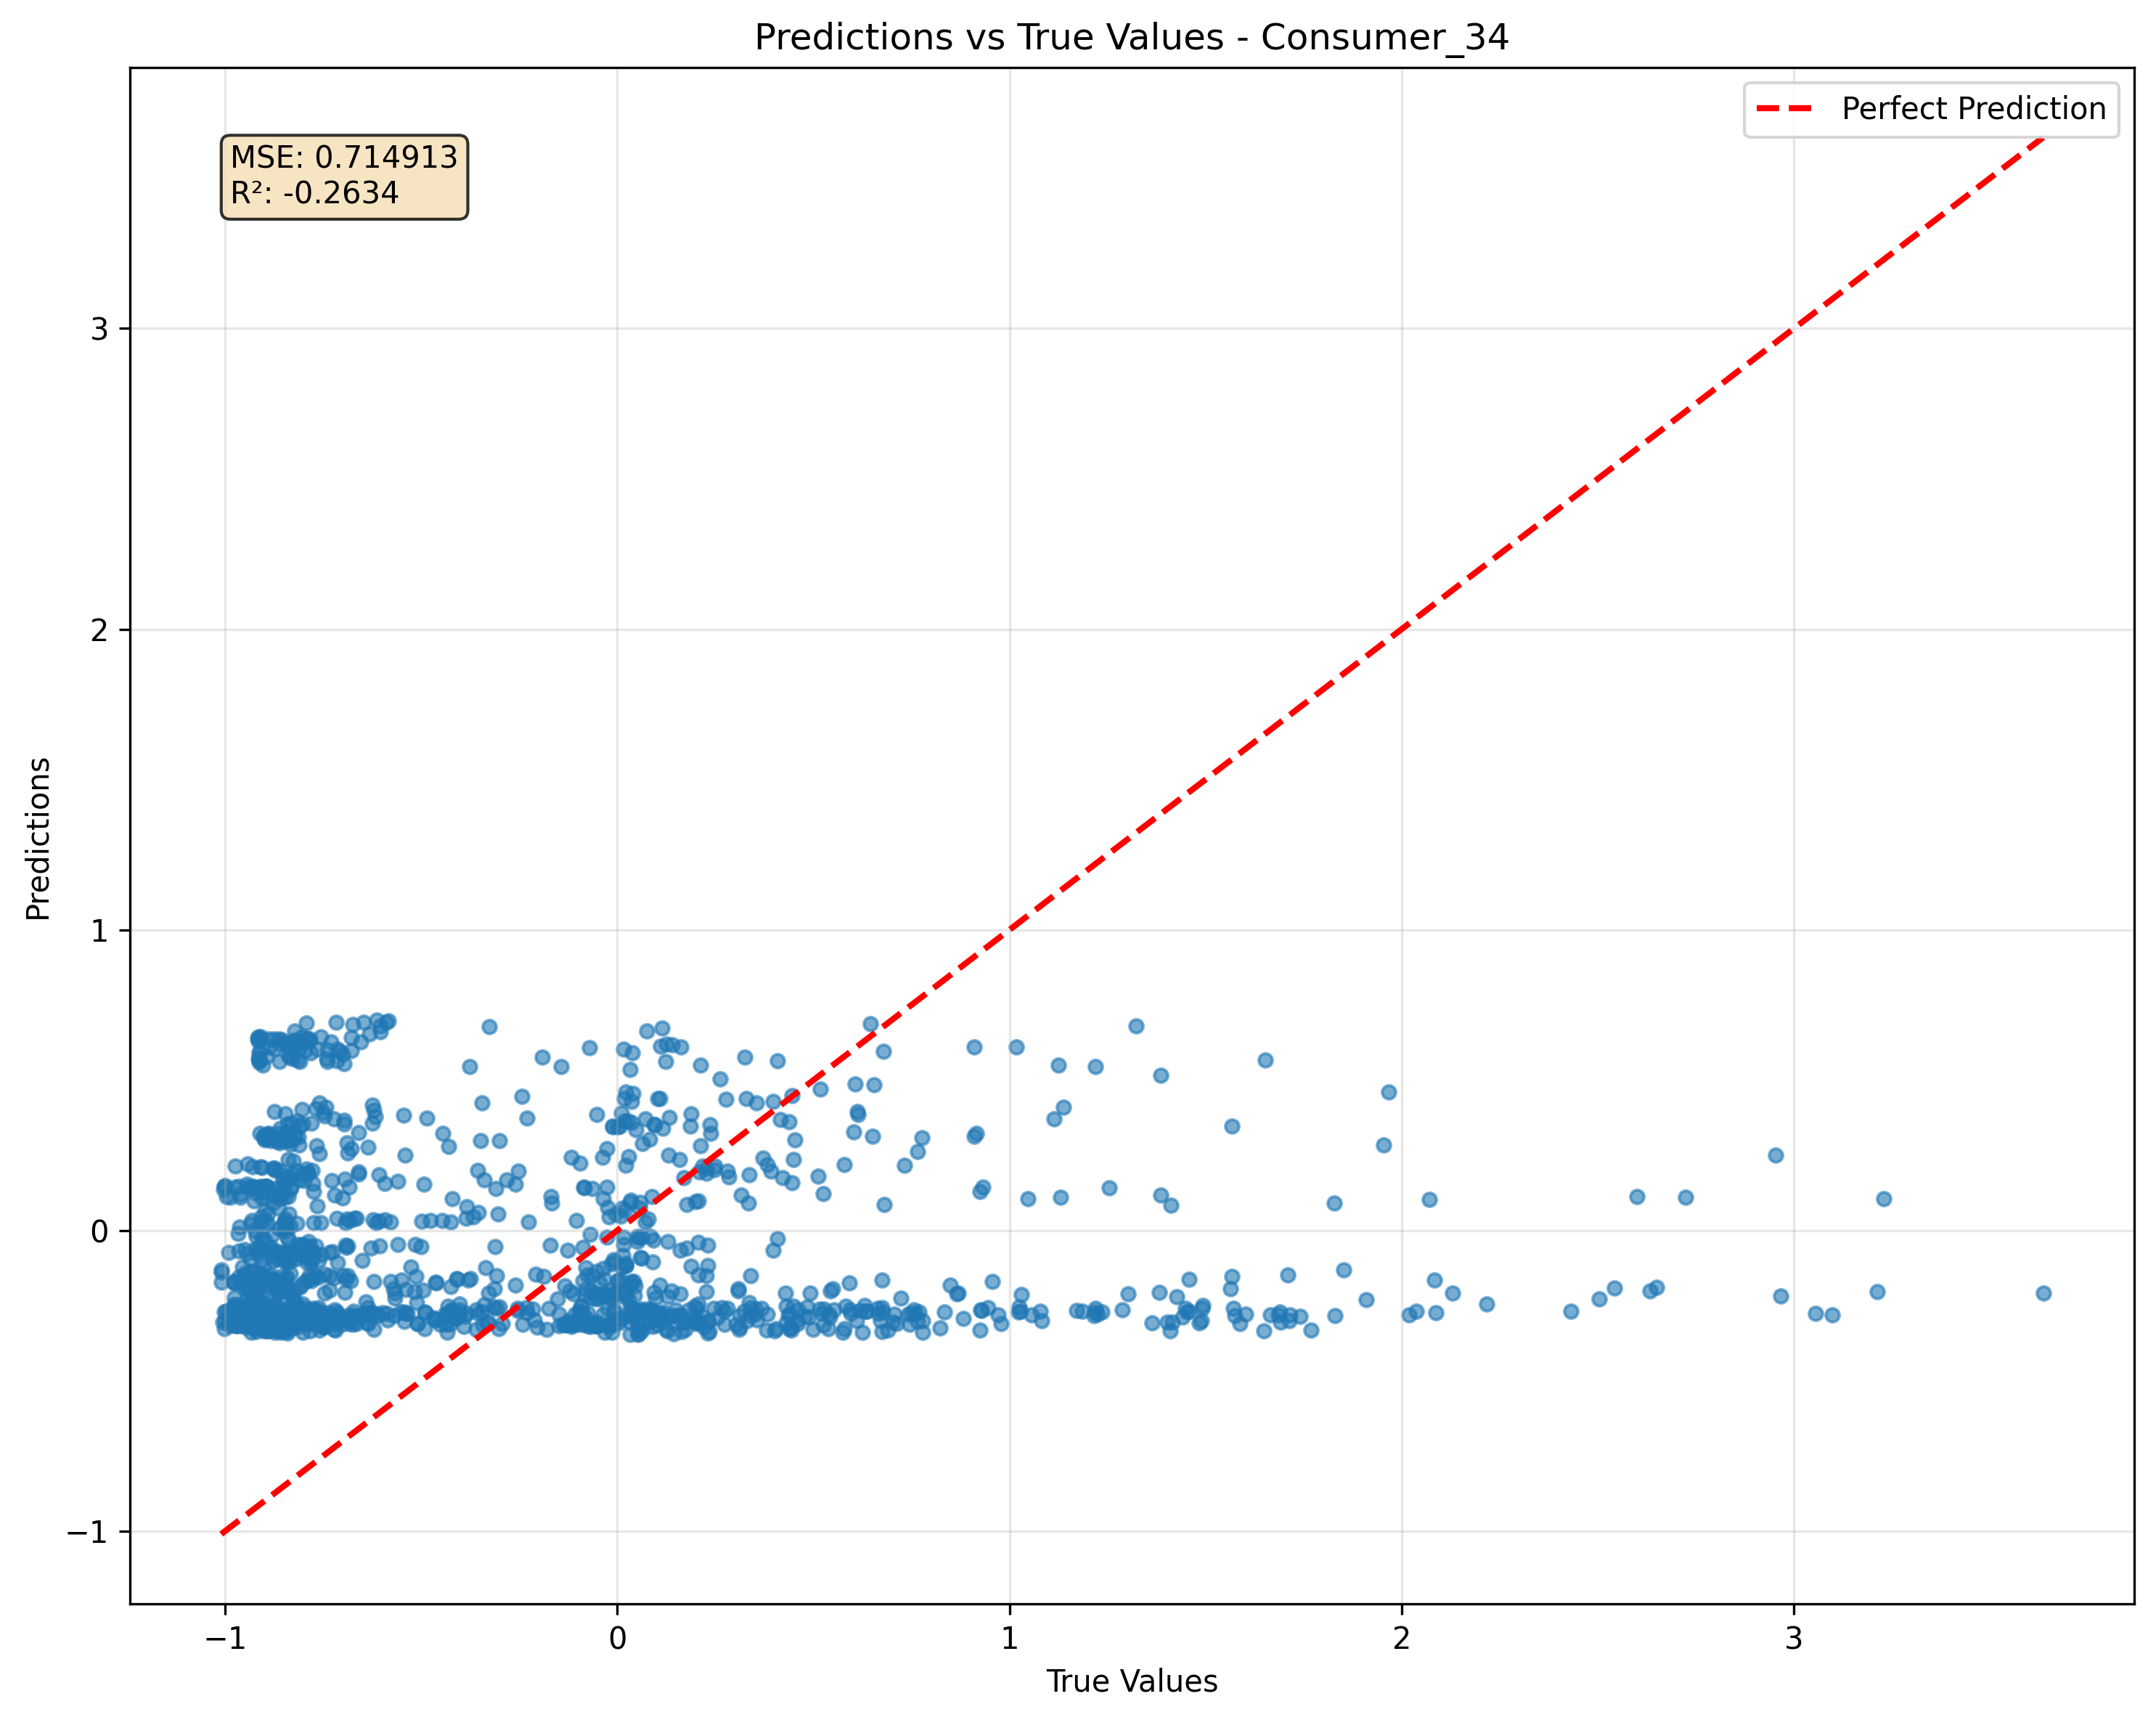 Predictions vs True Values - Consumer_34
Perfect Prediction
MSE: 0.714913
R²: -0.2634
3
2
1
0
−1
Predictions
−1
0
1
2
3
True Values